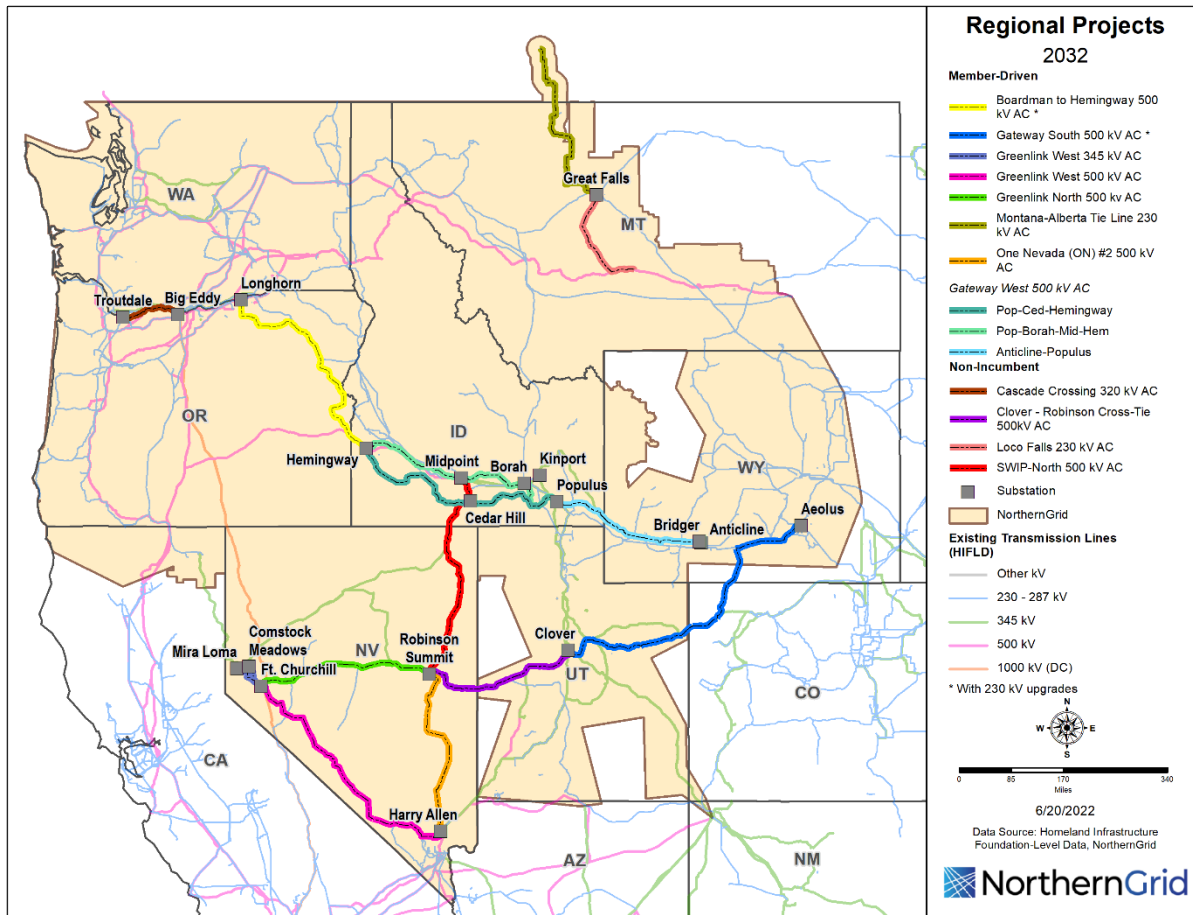 WA
MT
Great Falls
Longhorn
Big Eddy
Troutdale
OR
ID
WY
Hemingway
Midpoint
Borah
Kinport
Populus
Cedar Hill
Bridger
Anticline
Aeolus
Comstock
Meadows
Mira Loma
Ft. Churchill
NV
Robinson
Summit
Clover
UT
CO
CA
Harry Allen
AZ
NM
Regional Projects
2032
Member-Driven
Boardman to Hemingway 500
kV AC *
Gateway South 500 kV AC *
Greenlink West 345 kV AC
Greenlink West 500 kV AC
Greenlink North 500 kv AC
Montana-Alberta Tie Line 230
kV AC
One Nevada (ON) #2 500 kV
AC
Gateway West 500 kV AC
Pop-Ced-Hemingway
Pop-Borah-Mid-Hem
Anticline-Populus
Non-Incumbent
Cascade Crossing 320 kV AC
Clover - Robinson Cross-Tie
500kV AC
Loco Falls 230 kV AC
SWIP-North 500 kV AC
Substation
NorthernGrid
Existing Transmission Lines
(HIFLD)
Other kV
230 - 287 kV
345 kV
500 kV
1000 kV (DC)
* With 230 kV upgrades
N
W E
S
0 85 170 340
Miles
6/20/2022
Data Source: Homeland Infrastructure
Foundation-Level Data, NorthernGrid
NorthernGrid